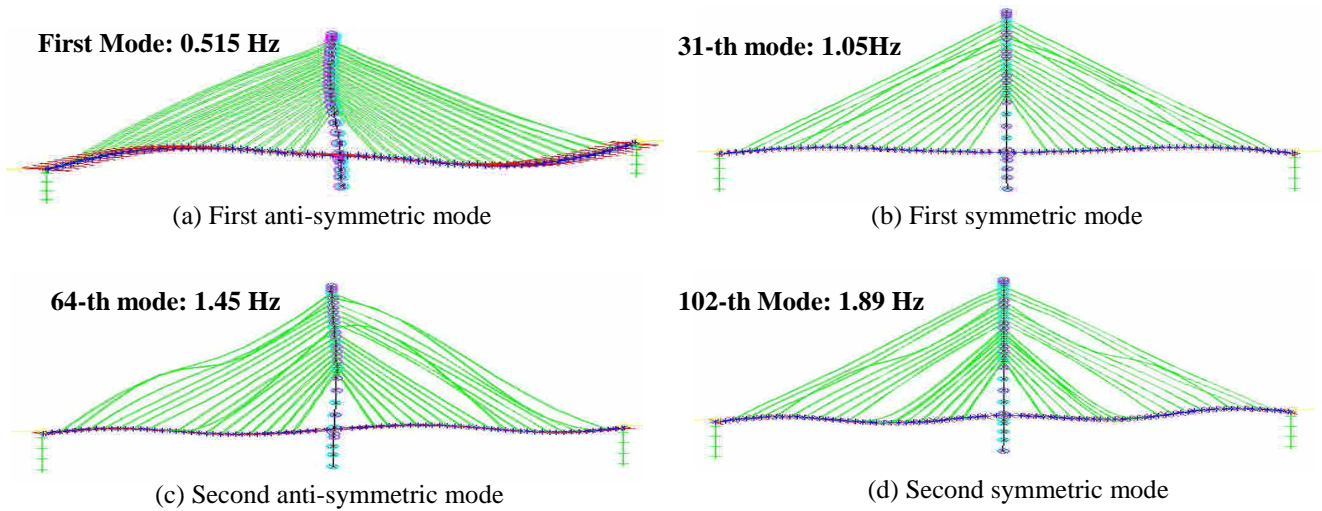 First Mode: 0.515 Hz
31-th mode: 1.05Hz
(a) First anti-symmetric mode
(b) First symmetric mode
64-th mode: 1.45 Hz
102-th Mode: 1.89 Hz
(c) Second anti-symmetric mode
(d) Second symmetric mode